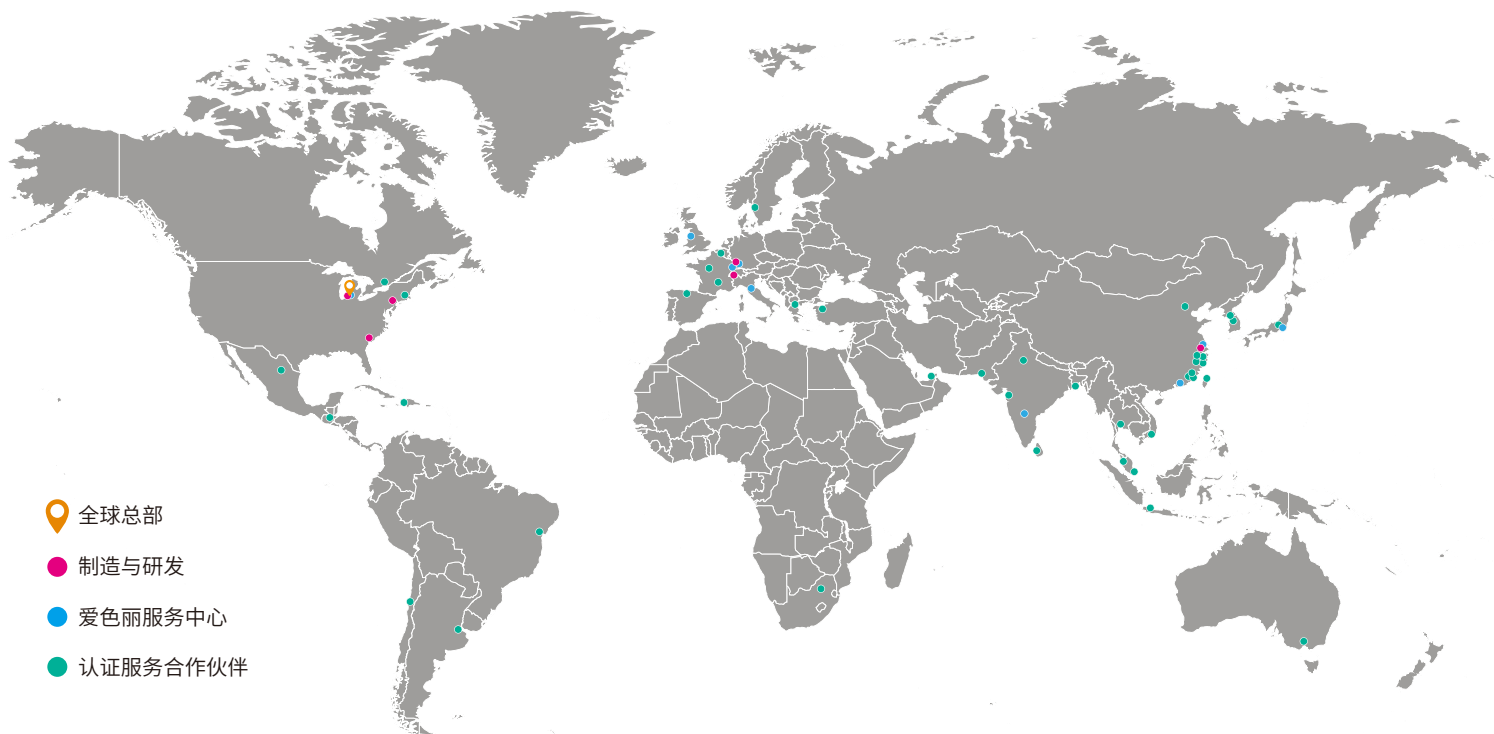 全球总部
制造与研发
爱色丽服务中心
认证服务合作伙伴